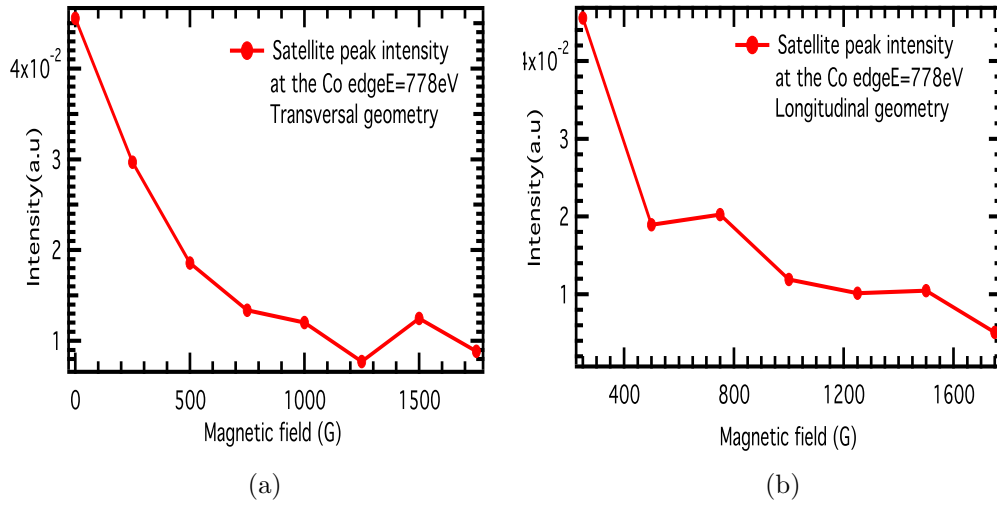 Satellite peak intensity
at the Co edgeE=778eV
Transversal geometry
Intensity(a.u)
4x10-2
3
2
1
0
500
1000
1500
Magnetic field (G)
(a)
Satellite peak intensity
at the Co edgeE=778eV
Longitudinal geometry
Intensity(a.u)
4x10-2
3
2
1
400
800
1200
1600
Magnetic field (G)
(b)